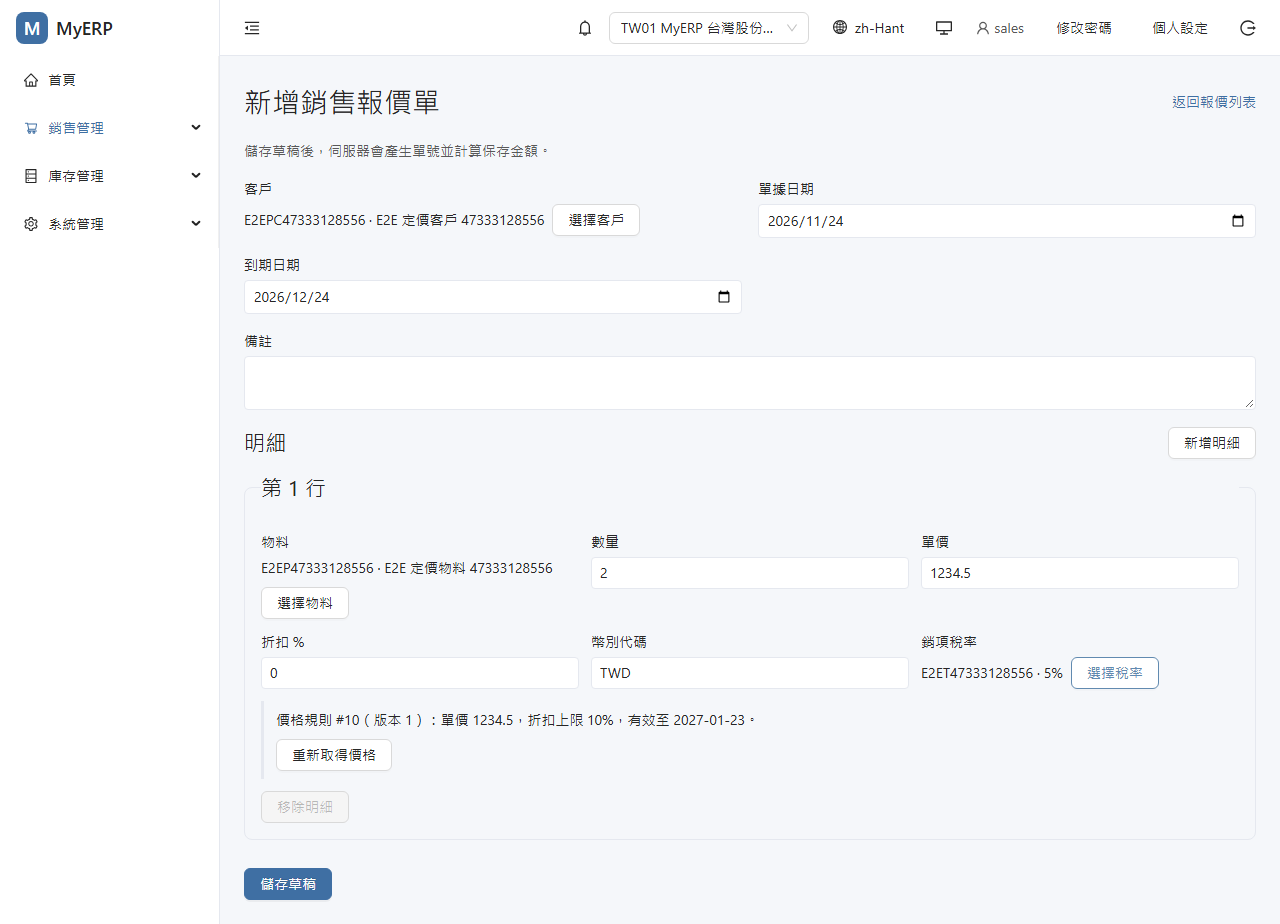 M MyERP
TW01 MyERP 台灣股份... zh-Hant sales 修改密碼 個人設定
首頁
銷售管理
庫存管理
系統管理
新增銷售報價單
返回報價列表
儲存草稿後，伺服器會產生單號並計算保存金額。
客戶
E2EPC47333128556 · E2E 定價客戶 47333128556 選擇客戶
單據日期
2026/11/24
到期日期
2026/12/24
備註
明細
新增明細
第 1 行
物料
E2EP47333128556 · E2E 定價物料 47333128556
選擇物料
數量
2
單價
1234.5
折扣 %
0
幣別代碼
TWD
銷項稅率
E2ET47333128556 · 5% 選擇稅率
價格規則 #10（版本 1）：單價 1234.5，折扣上限 10%，有效至 2027-01-23。
重新取得價格
移除明細
儲存草稿